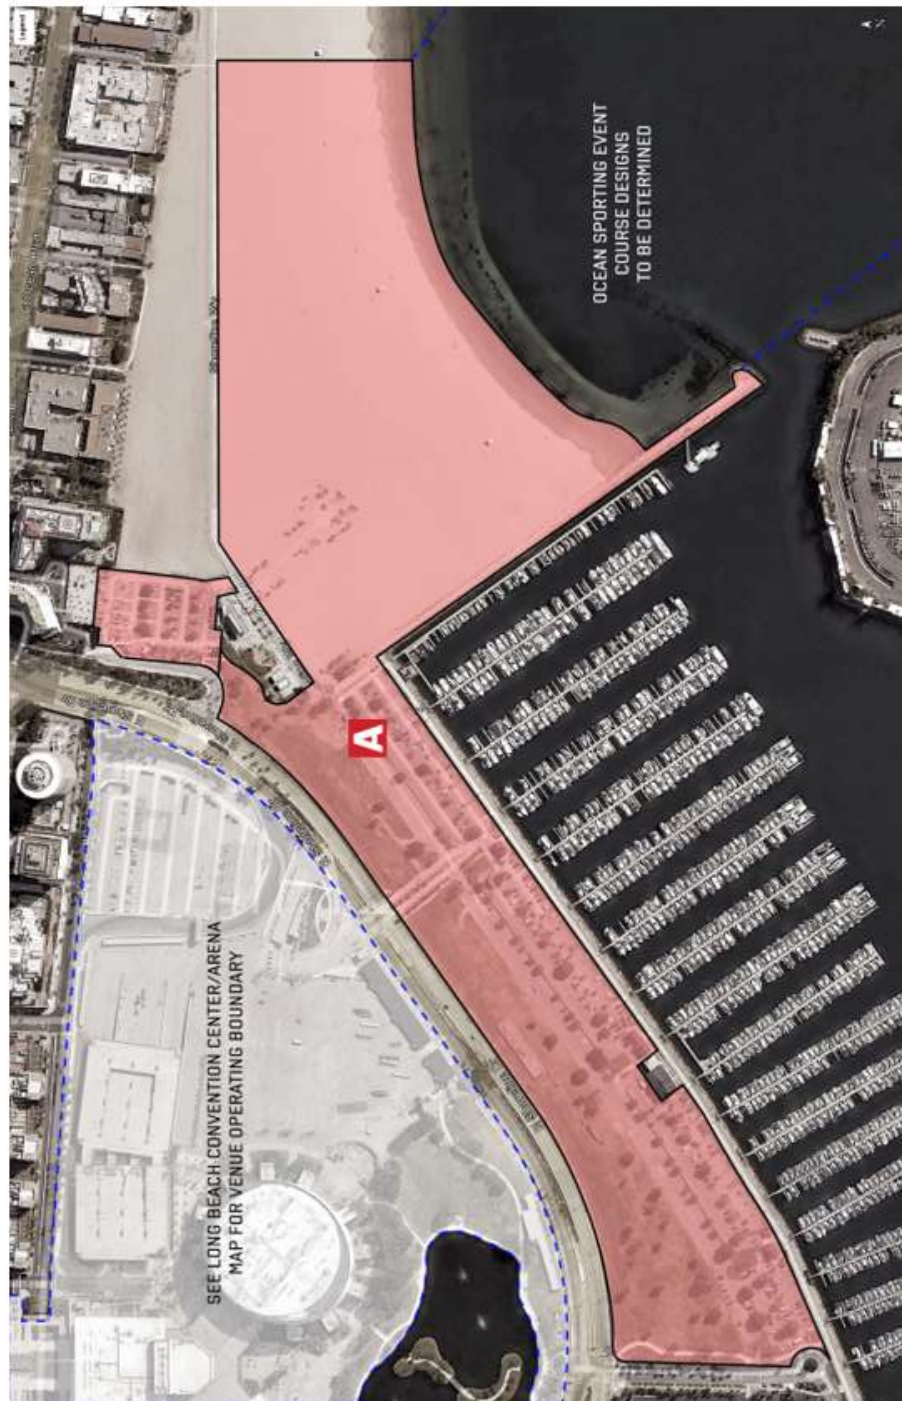 Legend
OCEAN SPORTING EVENT
COURSE DESIGNS
TO BE DETERMINED
A
SEE LONG BEACH CONVENTION CENTER/ARENA
MAP FOR VENUE OPERATING BOUNDARY